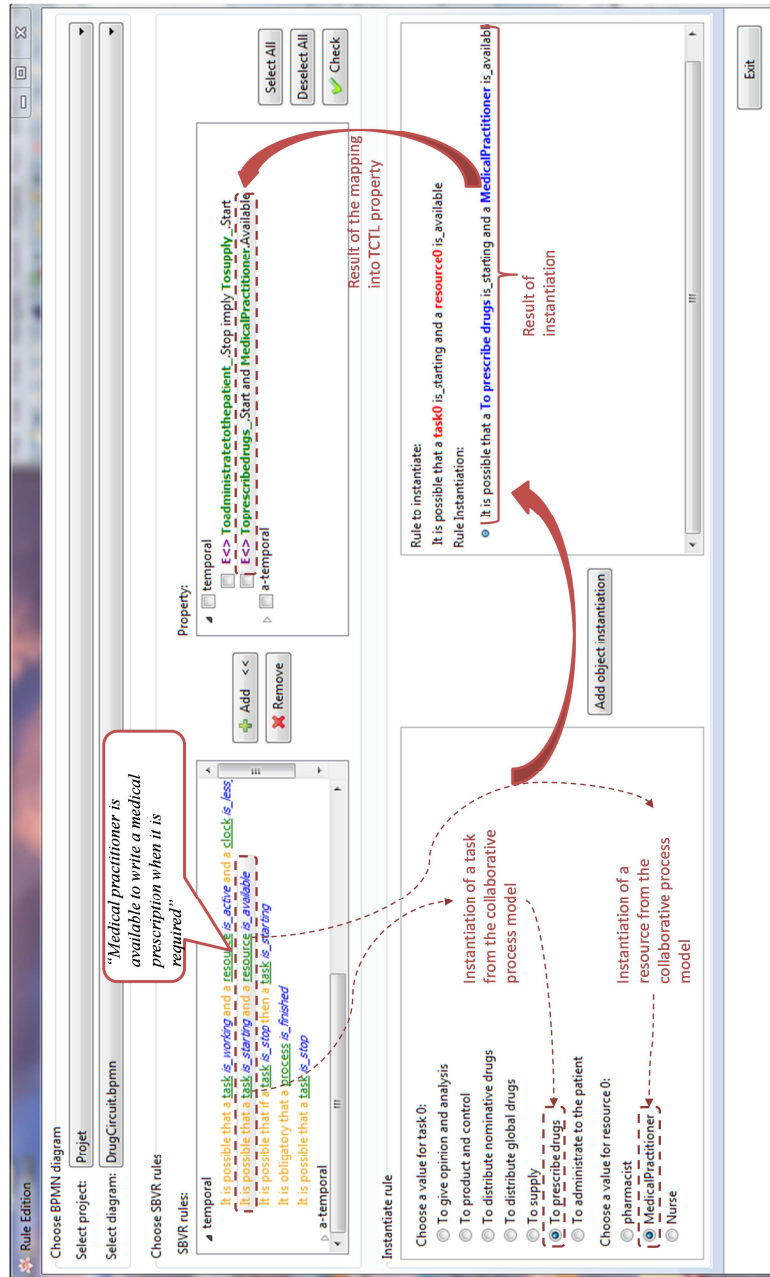 Rule Edition
Choose BPMN diagram
Select project:
Projet
Select diagram:
DrugCircuit.bpmn
Choose SBVR rules
SBVR rules:
temporal
It is possible that a task is_working and a resource is_active and a clock is_less_
It is possible that a task is_starting and a resource is_available
It is possible that if a task is_stop then a task is_starting
It is obligatory that a process is_finished
It is possible that a task is_stop
a-temporal
"Medical practitioner is
available to write a medical
prescription when it is
required"
Add <<
Remove
Property:
temporal
E<> Toadministratetothepatient_.Stop imply Tosupply_.Start
E<> Toprescribedrugs_.Start and MedicalPractitioner.Available
a-temporal
Select All
Deselect All
Check
Result of the mapping
into TCTL property
Instantiate rule
Choose a value for task 0:
To give opinion and analysis
To product and control
To distribute nominative drugs
To distribute global drugs
To supply
To prescribe drugs
To administrate to the patient
Choose a value for resource 0:
pharmacist
MedicalPractitioner
Nurse
Instantiation of a task
from the collaborative
process model
Instantiation of a
resource from the
collaborative process
model
Add object instantiation
Rule to instantiate:
It is possible that a task0 is_starting and a resource0 is_available
Rule Instantiation:
It is possible that a To prescribe drugs is_starting and a MedicalPractitioner is_availabl
Result of
instantiation
Exit